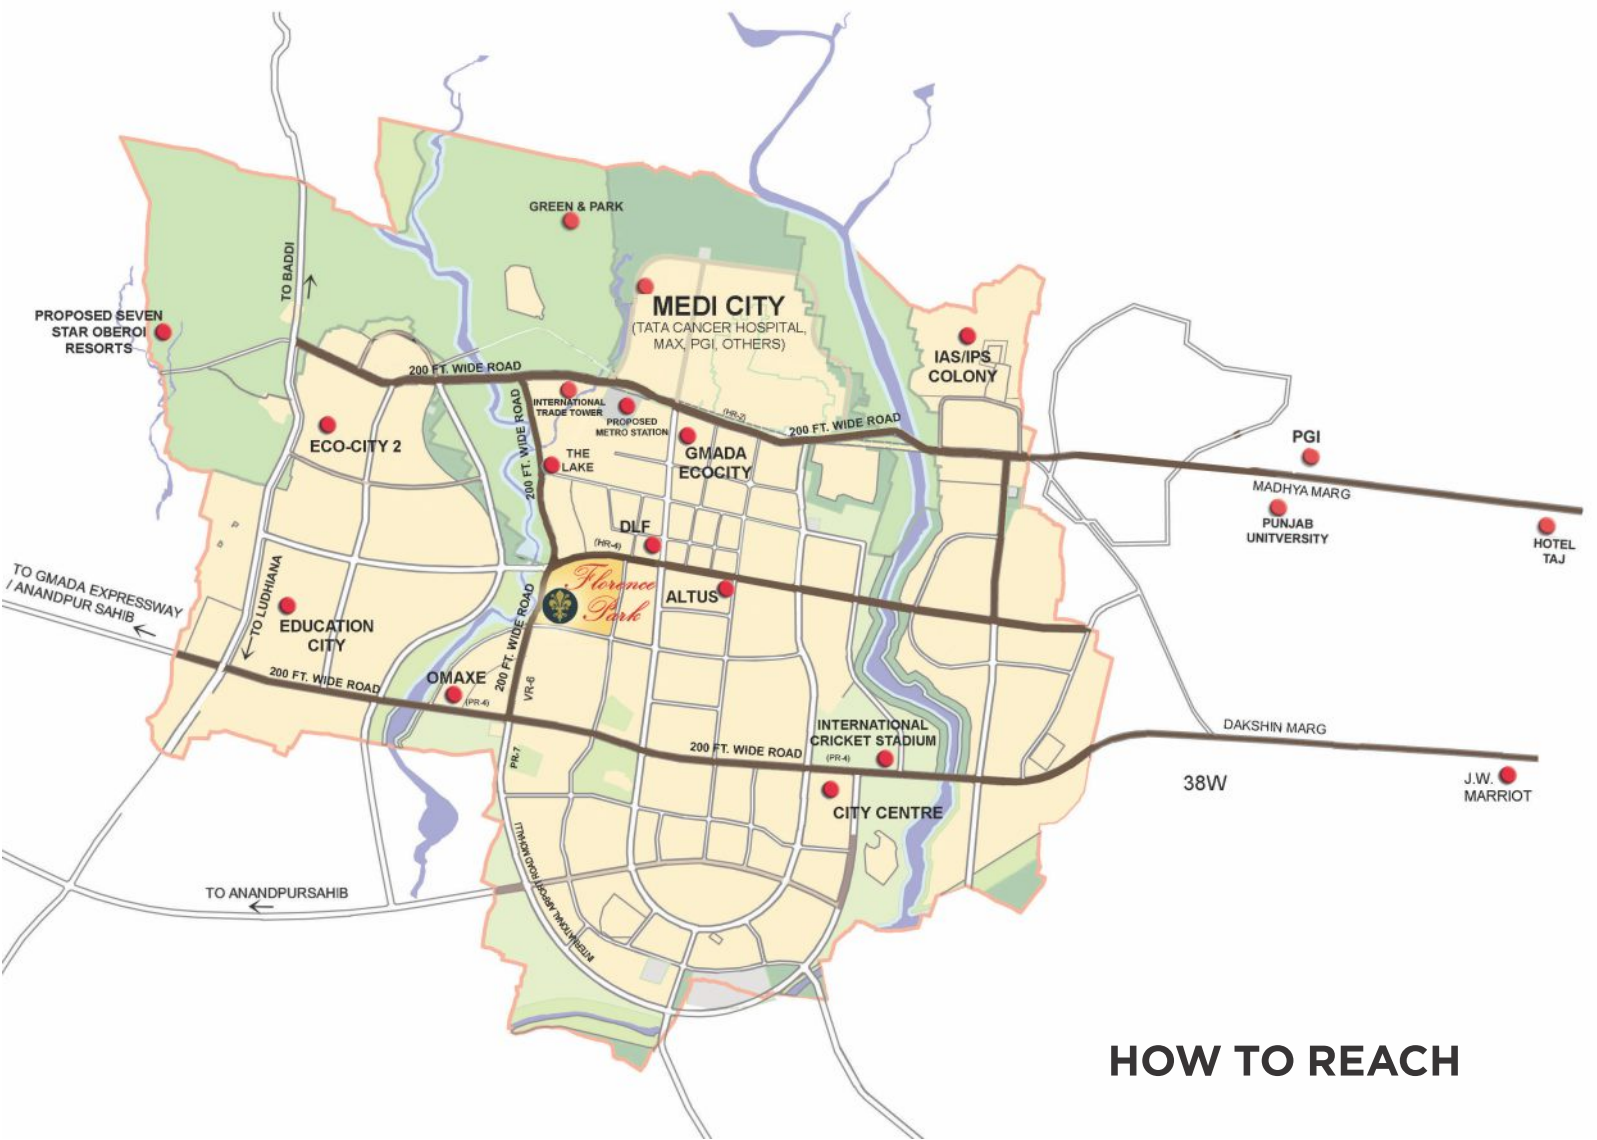 GREEN & PARK
TO BADDI
PROPOSED SEVEN
STAR OBEROI
RESORTS
MEDI CITY
(TATA CANCER HOSPITAL,
MAX, PGI, OTHERS)
IAS/IPS
COLONY
200 FT. WIDE ROAD
INTERNATIONAL
TRADE TOWER
PROPOSED
METRO STATION
(HR-2)
200 FT. WIDE ROAD
200 FT. WIDE ROAD
ECO-CITY 2
THE
LAKE
GMADA
ECOCITY
PGI
MADHYA MARG
PUNJAB
UNITVERSITY
HOTEL
TAJ
DLF
(HR-4)
TO GMADA EXPRESSWAY
/ ANANDPUR SAHIB
TO LUDHIANA
EDUCATION
CITY
Florence
Park
ALTUS
200 FT. WIDE ROAD
VR-6
200 FT. WIDE ROAD
OMAXE
(PR-4)
PR-7
200 FT. WIDE ROAD
INTERNATIONAL
CRICKET STADIUM
(PR-4)
CITY CENTRE
DAKSHIN MARG
38W
J.W.
MARRIOT
INTERNATIONAL AIRPORT ROAD MOHALLI
TO ANANDPURSAHIB
HOW TO REACH